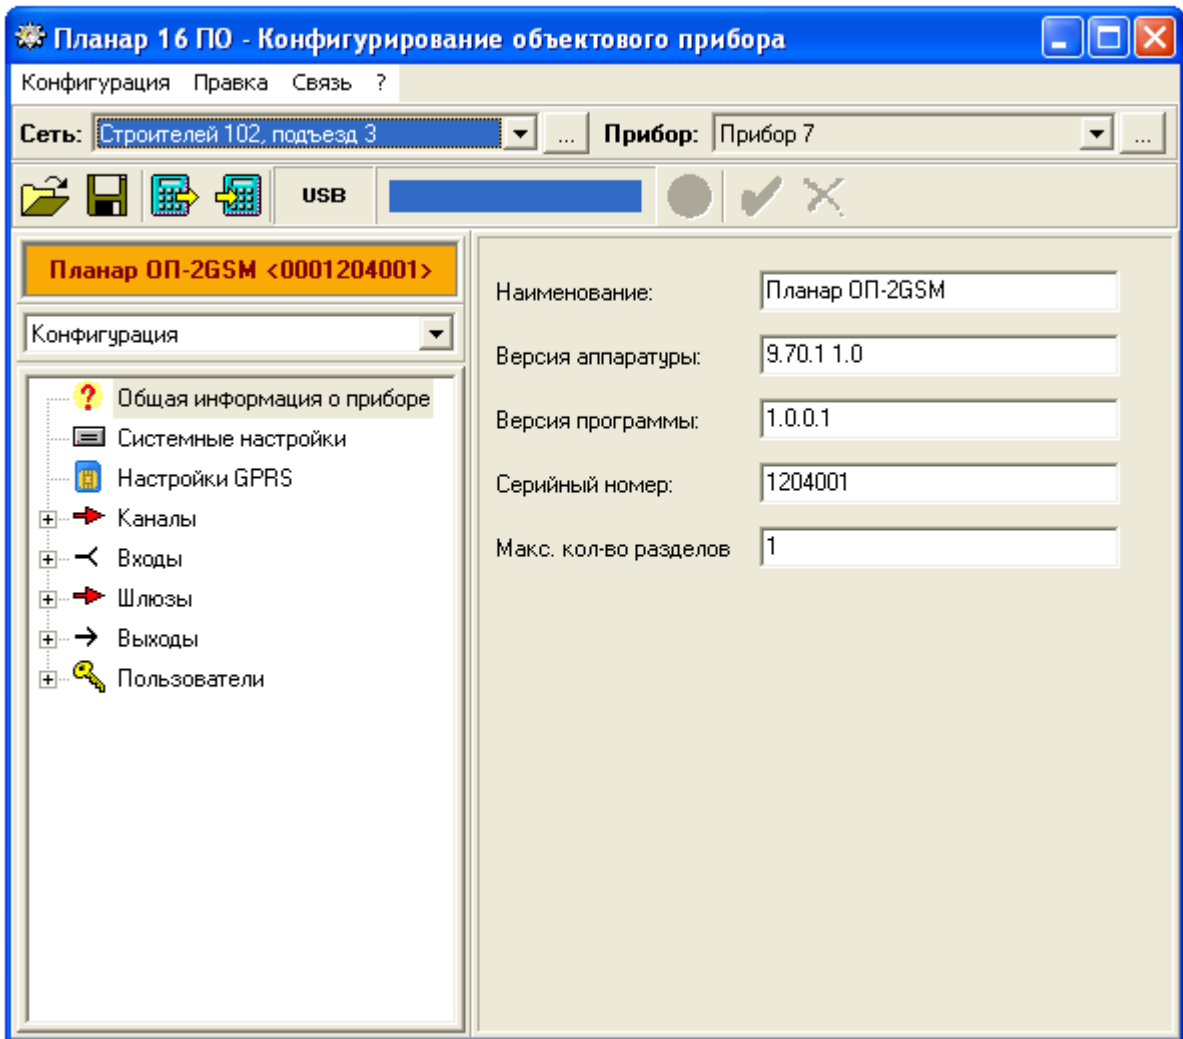 Планар 16 ПО - Конфигурирование объектового прибора
Конфигурация Правка Связь ?
Сеть: Строителей 102, подъезд 3 ... Прибор: Прибор 7 ...
USB
Планар ОП-2GSM <0001204001>
Конфигурация
Общая информация о приборе
Системные настройки
Настройки GPRS
Каналы
Входы
Шлюзы
Выходы
Пользователи
Наименование: Планар ОП-2GSM
Версия аппаратуры: 9.70.1 1.0
Версия программы: 1.0.0.1
Серийный номер: 1204001
Макс. кол-во разделов 1